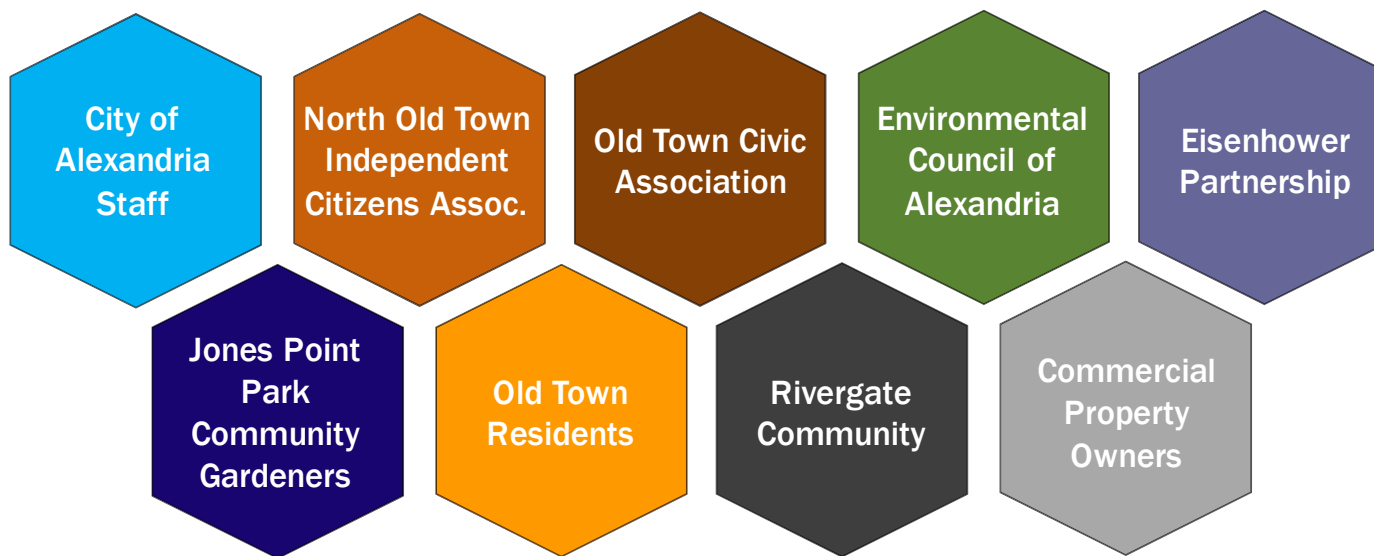 City of
Alexandria
Staff
North Old Town
Independent
Citizens Assoc.
Old Town Civic
Association
Environmental
Council of
Alexandria
Eisenhower
Partnership
Jones Point
Park
Community
Gardeners
Old Town
Residents
Rivergate
Community
Commercial
Property
Owners